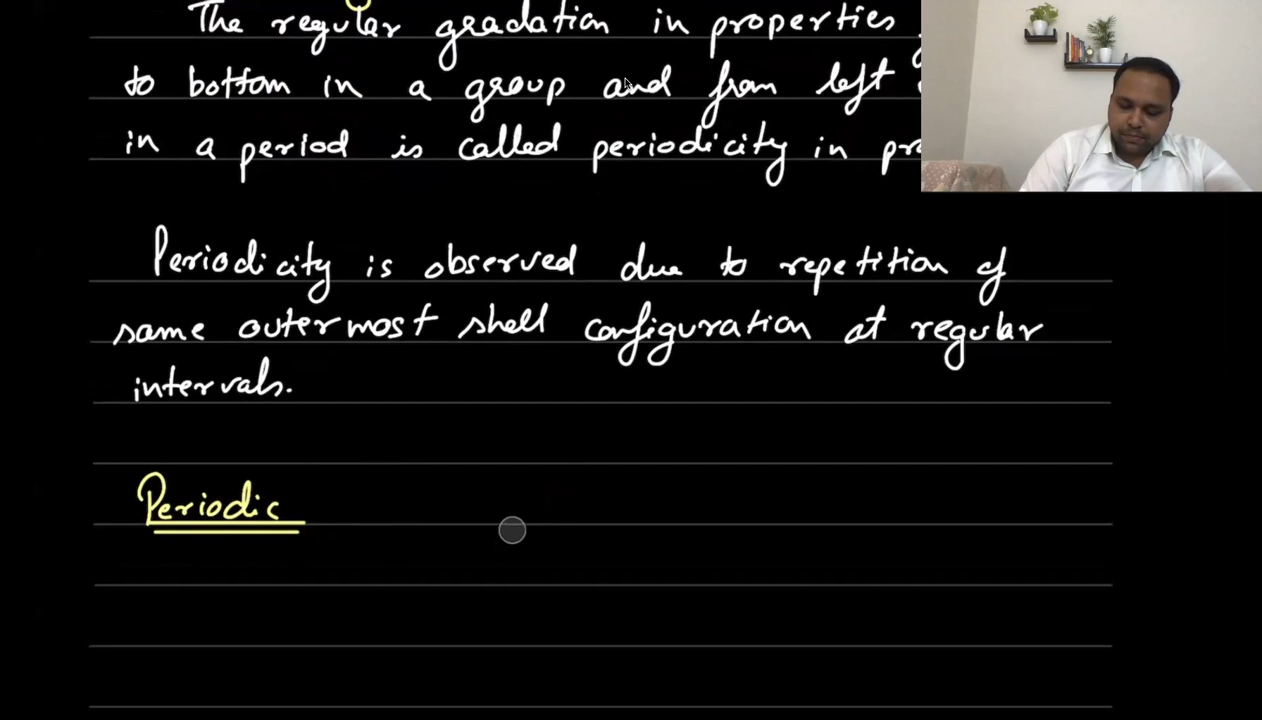 The regular gradation in properties
to bottom in a group and from left
in a period is called periodicity in
Periodicity is observed due to repetition of
same outermost shell configuration at regular
intervals.
Periodic